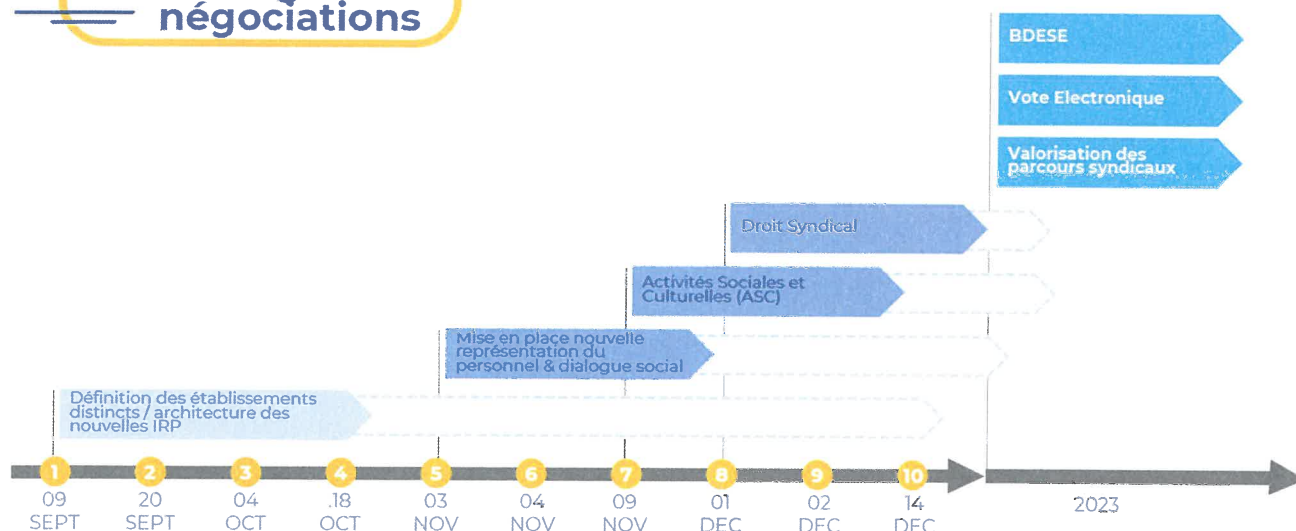 négociations
BDESE
Vote Electronique
Valorisation des
parcours syndicaux
Droit Syndical
Activités Sociales et
Culturelles (ASC)
Mise en place nouvelle
représentation du
personnel & dialogue social
Définition des établissements
distincts / architecture des
nouvelles IRP
1 2 3 4 5 6 7 8 9 10
09 20 04 18 03 04 09 01 02 14 2023
SEPT SEPT OCT OCT NOV NOV NOV DEC DEC DEC